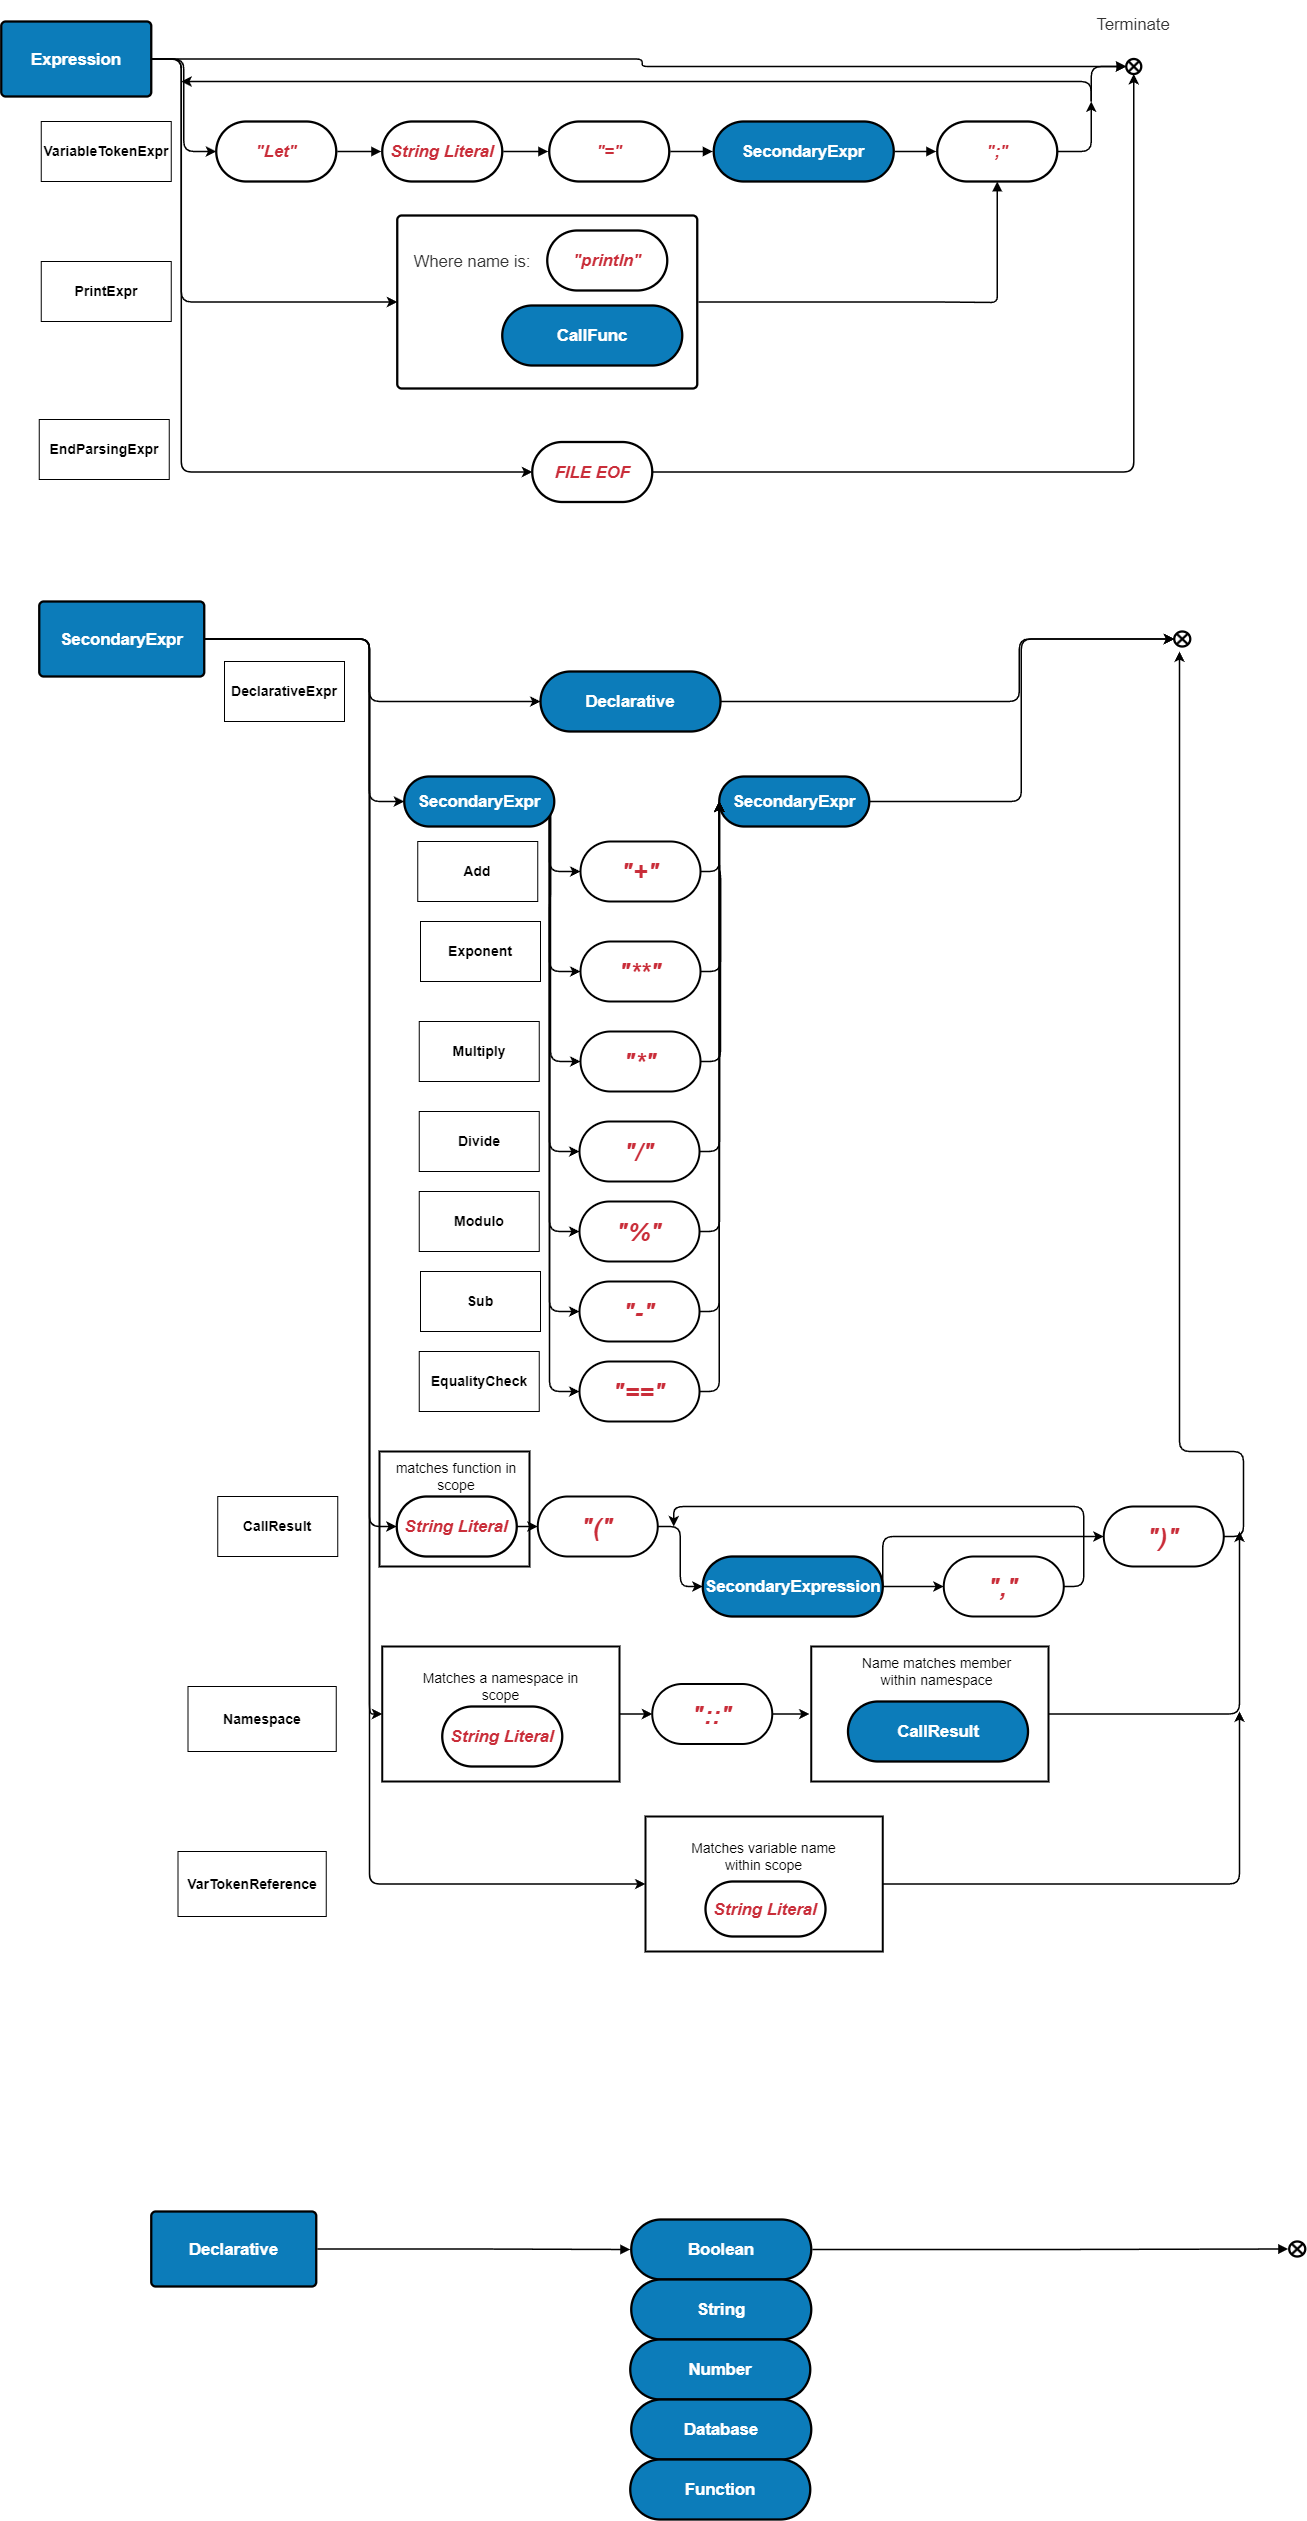 Terminate
Expression
VariableTokenExpr
"Let"
String Literal
"="
SecondaryExpr
";"
Where name is:
"println"
PrintExpr
CallFunc
EndParsingExpr
FILE EOF
SecondaryExpr
DeclarativeExpr
Declarative
SecondaryExpr
SecondaryExpr
Add
"+"
Exponent
"**"
Multiply
"*"
Divide
"/"
Modulo
"%"
Sub
"-"
EqualityCheck
"=="
matches function in
scope
CallResult
String Literal
"("
")"
SecondaryExpression
","
Matches a namespace in
scope
Name matches member
within namespace
Namespace
String Literal
"::"
CallResult
Matches variable name
within scope
VarTokenReference
String Literal
Declarative
Boolean
String
Number
Database
Function